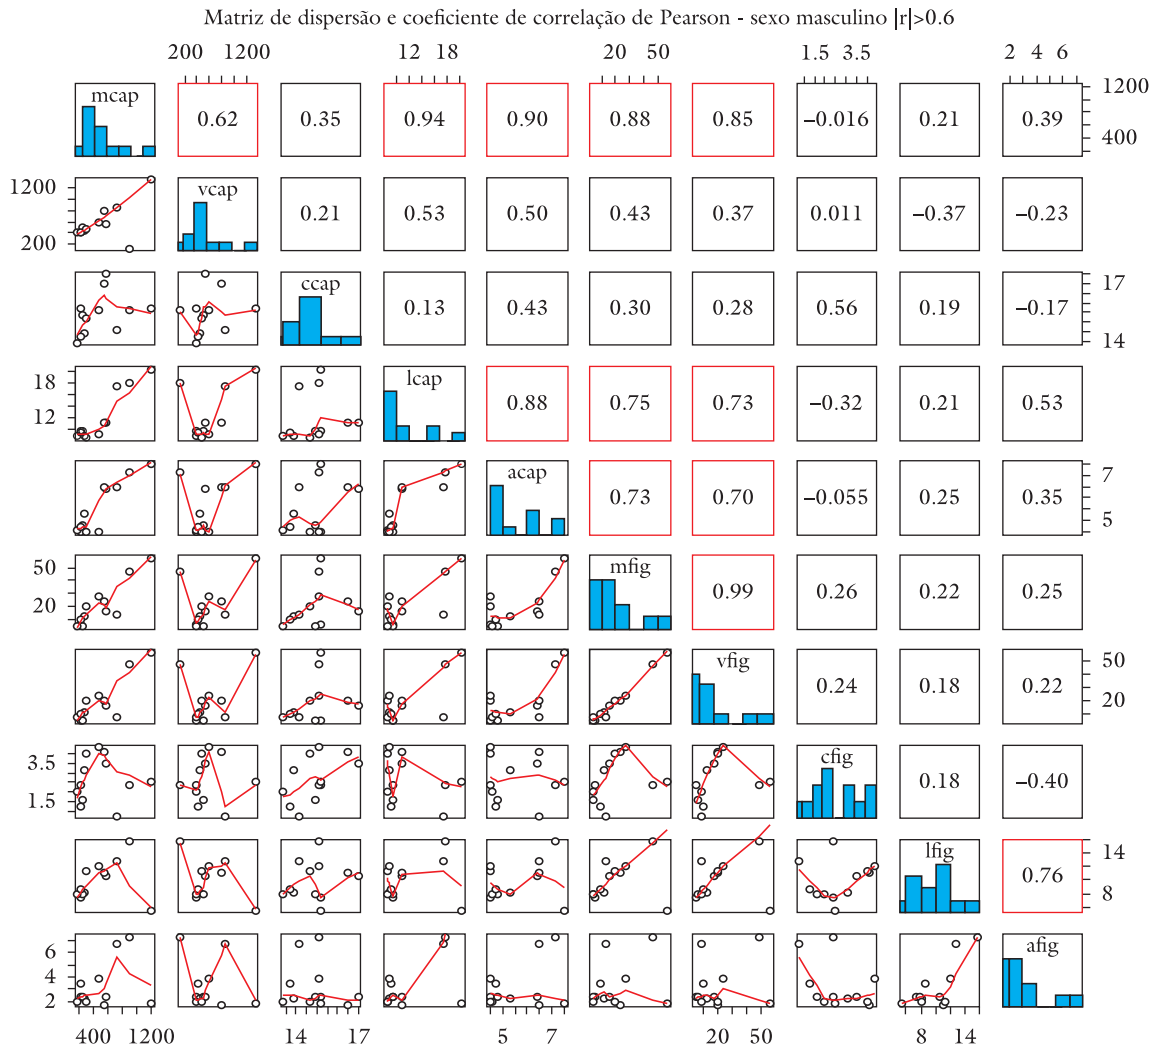 Matriz de dispersão e coeficiente de correlação de Pearson - sexo masculino |r|>0.6
200 1200 12 18 20 50 1.5 3.5 2 4 6
mcap 0.62 0.35 0.94 0.90 0.88 0.85 −0.016 0.21 0.39 1200 400
1200 200 vcap 0.21 0.53 0.50 0.43 0.37 0.011 −0.37 −0.23
ccap 0.13 0.43 0.30 0.28 0.56 0.19 −0.17 17 14
18 12 lcap 0.88 0.75 0.73 −0.32 0.21 0.53
acap 0.73 0.70 −0.055 0.25 0.35 7 5
50 20 mfig 0.99 0.26 0.22 0.25
vfig 0.24 0.18 0.22 50 20
3.5 1.5 cfig 0.18 −0.40
lfig 0.76 14 8
6 4 2 afig
400 1200 14 17 5 7 20 50 8 14